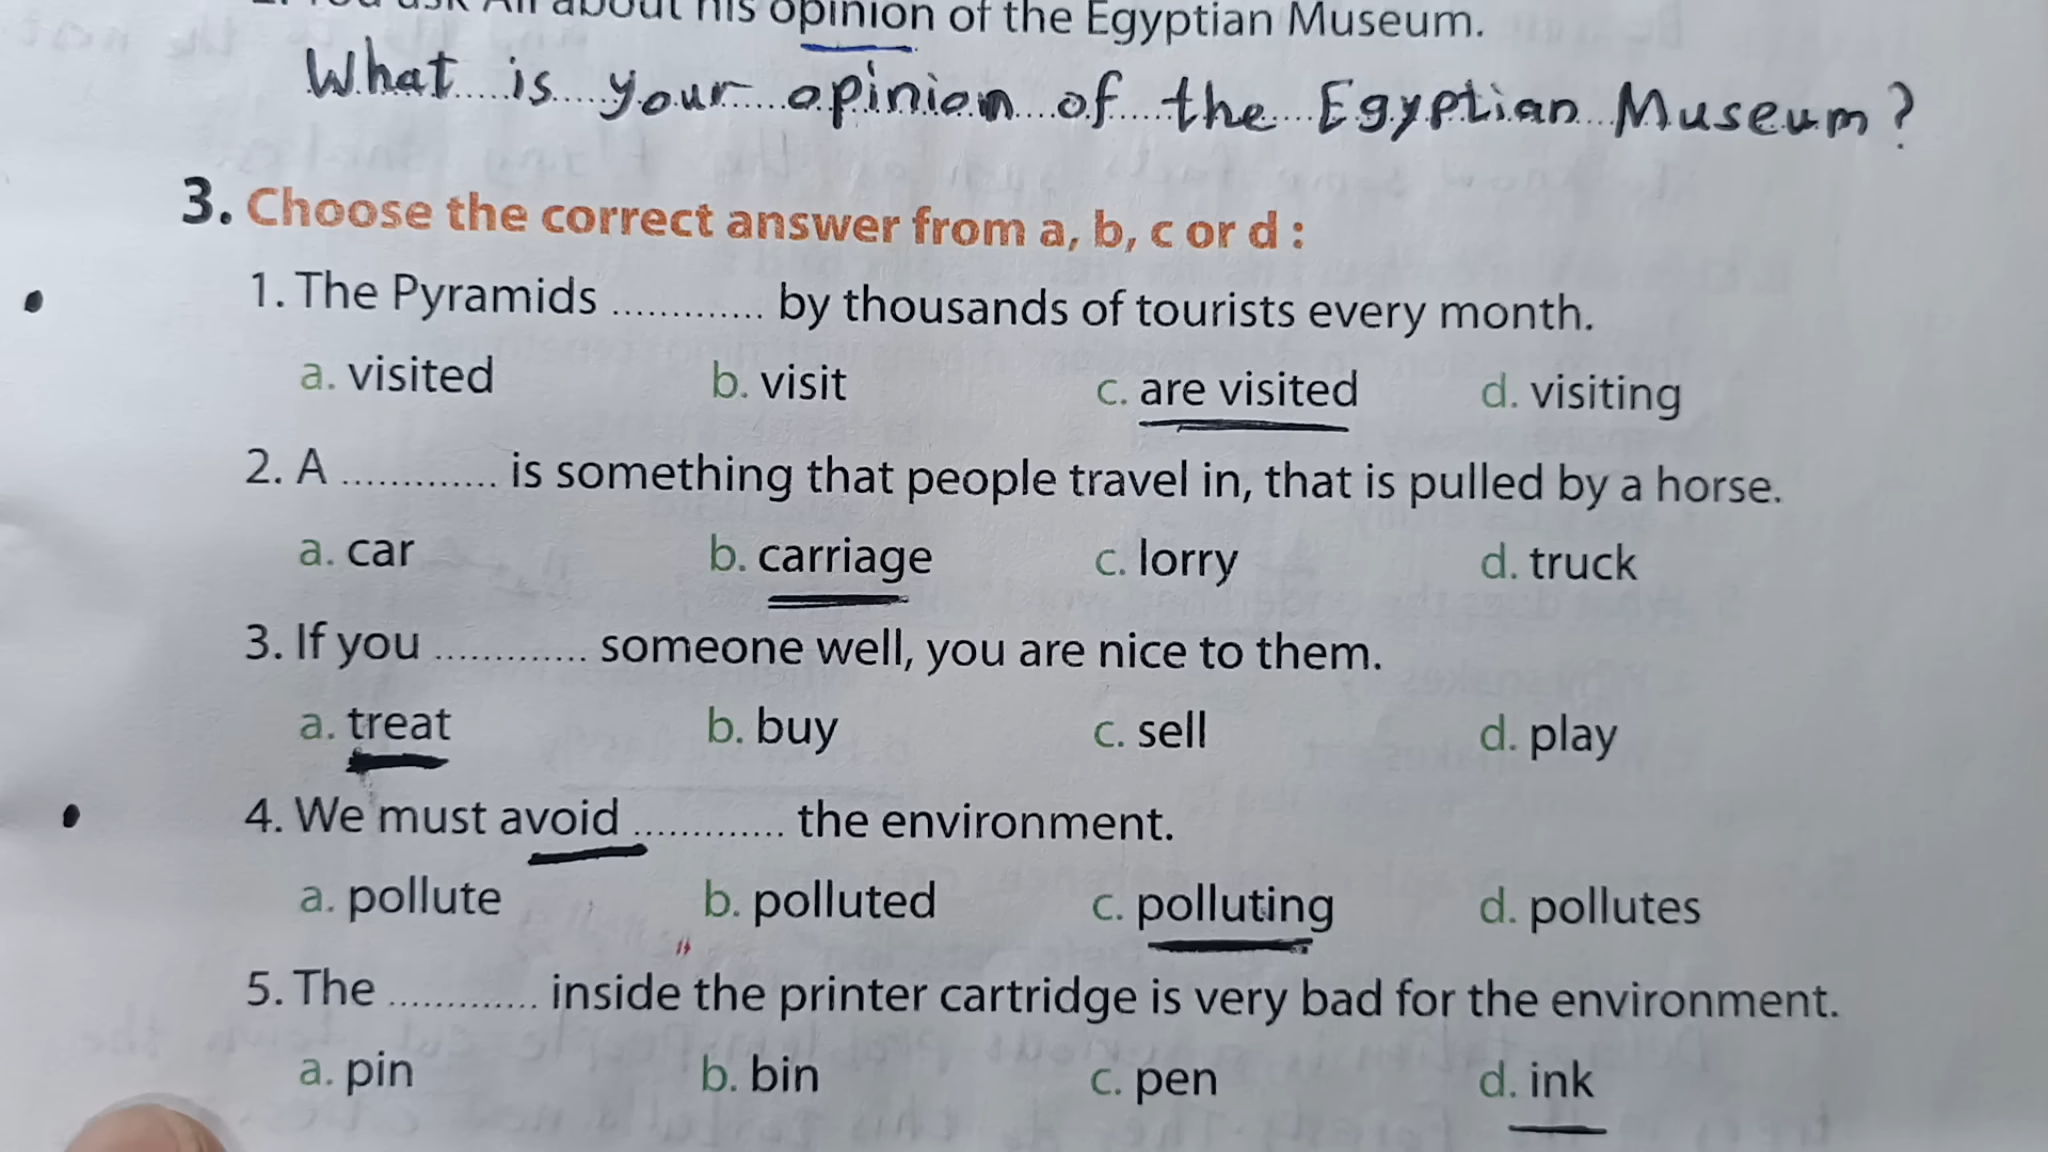 2. You ask Ali about his opinion of the Egyptian Museum.
What is your opinion of the Egyptian Museum?
3. Choose the correct answer from a, b, c or d :
1. The Pyramids ............. by thousands of tourists every month.
a. visited b. visit c. are visited d. visiting
2. A ............. is something that people travel in, that is pulled by a horse.
a. car b. carriage c. lorry d. truck
3. If you ............. someone well, you are nice to them.
a. treat b. buy c. sell d. play
4. We must avoid ............. the environment.
a. pollute b. polluted c. polluting d. pollutes
5. The ............. inside the printer cartridge is very bad for the environment.
a. pin b. bin c. pen d. ink